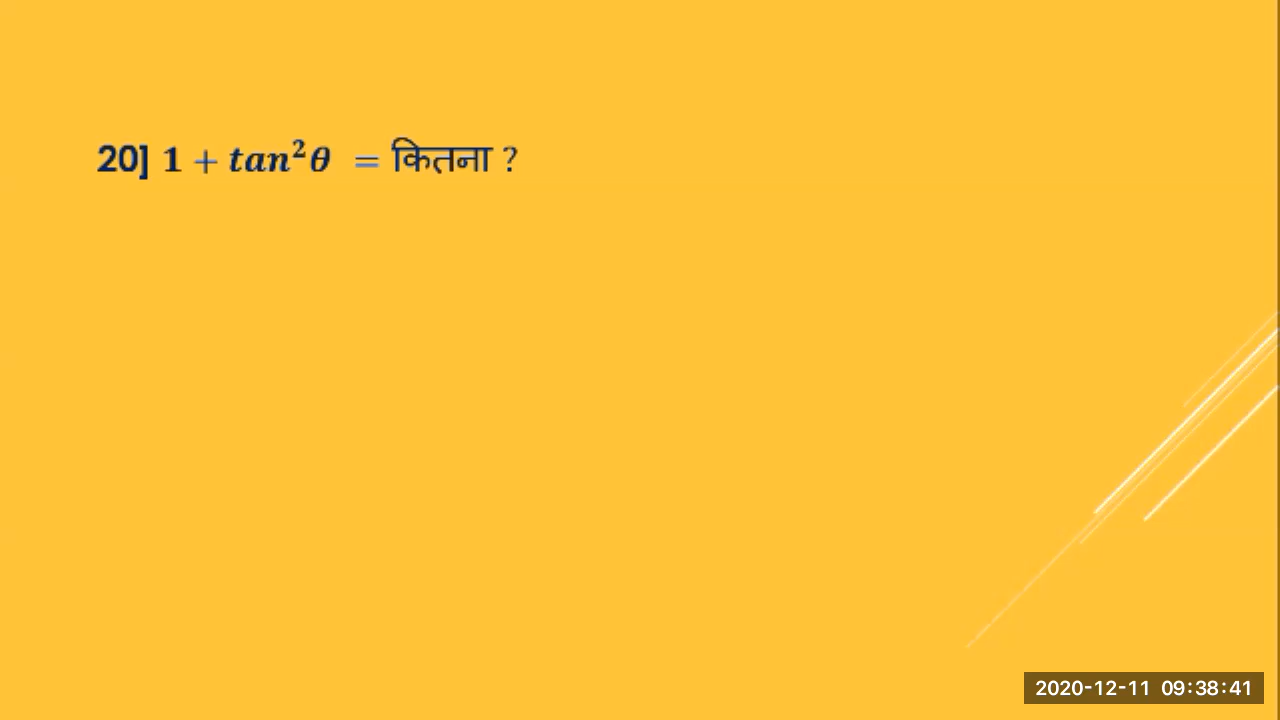 20] 1 + tan²θ = कितना ?
2020-12-11 09:38:41